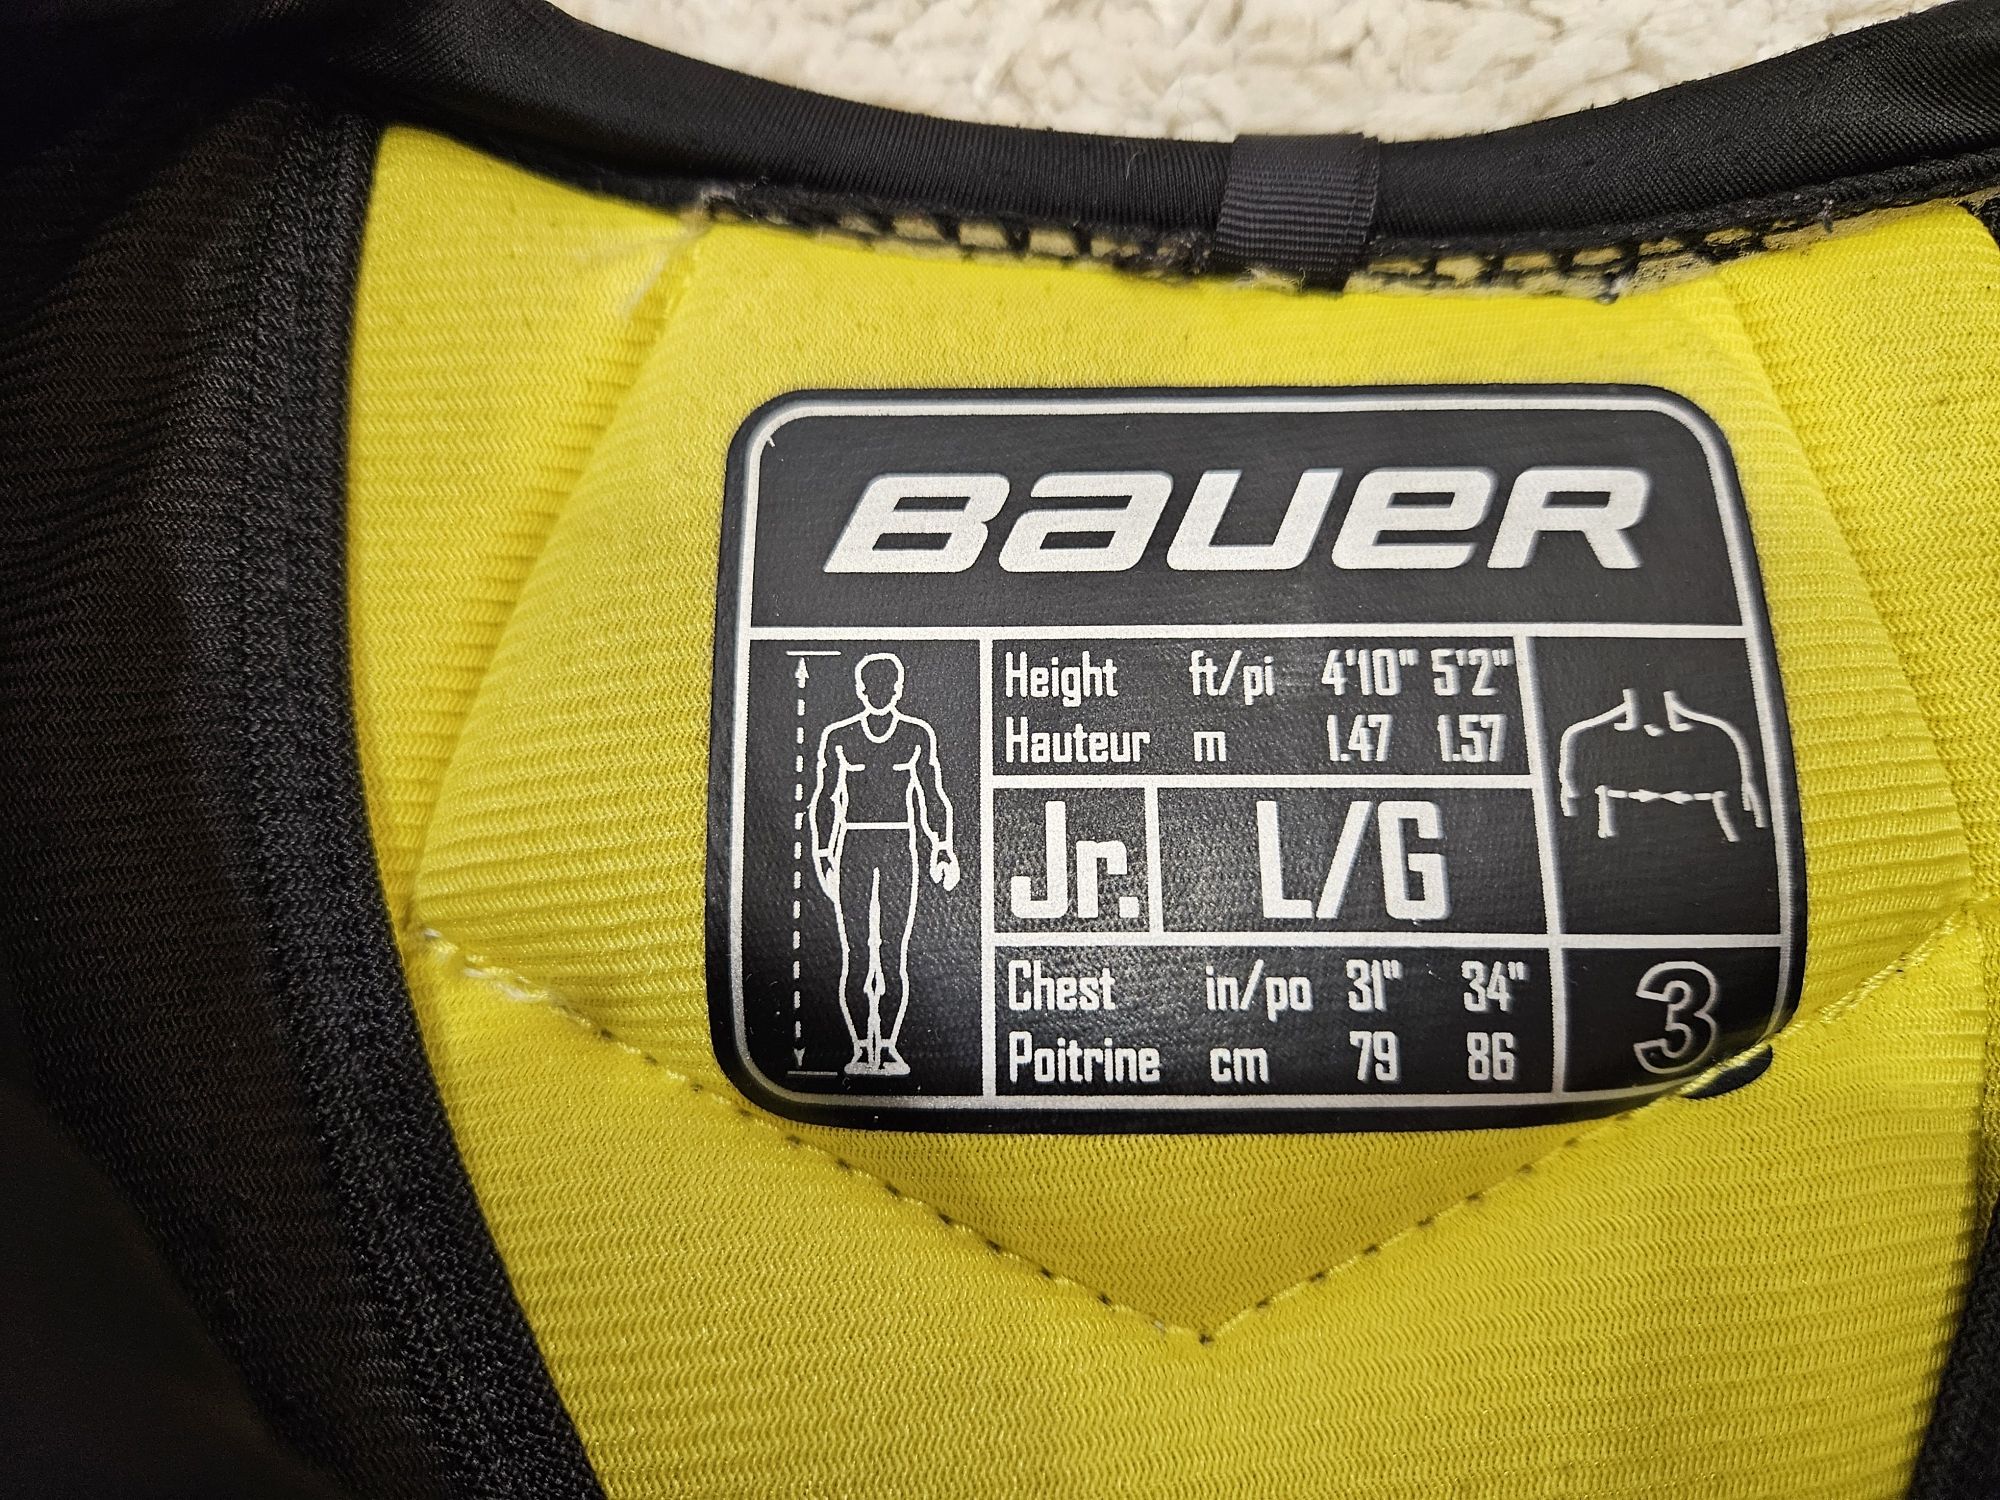 BAUER
Height ft/pi 4'10" 5'2"
Hauteur m 1.47 1.57
Jr. L/G
Chest in/po 31" 34"
Poitrine cm 79 86
3